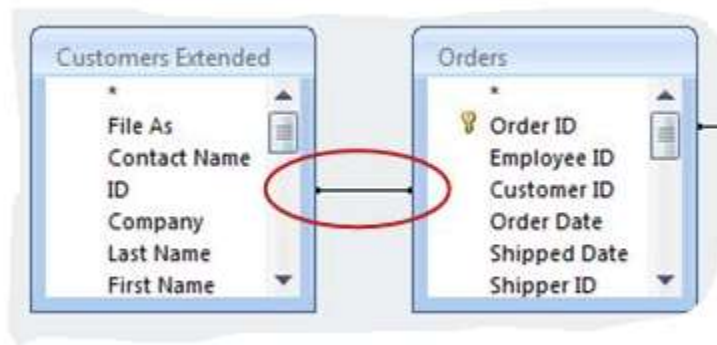 Customers Extended
*
File As
Contact Name
ID
Company
Last Name
First Name
Orders
*
Order ID
Employee ID
Customer ID
Order Date
Shipped Date
Shipper ID